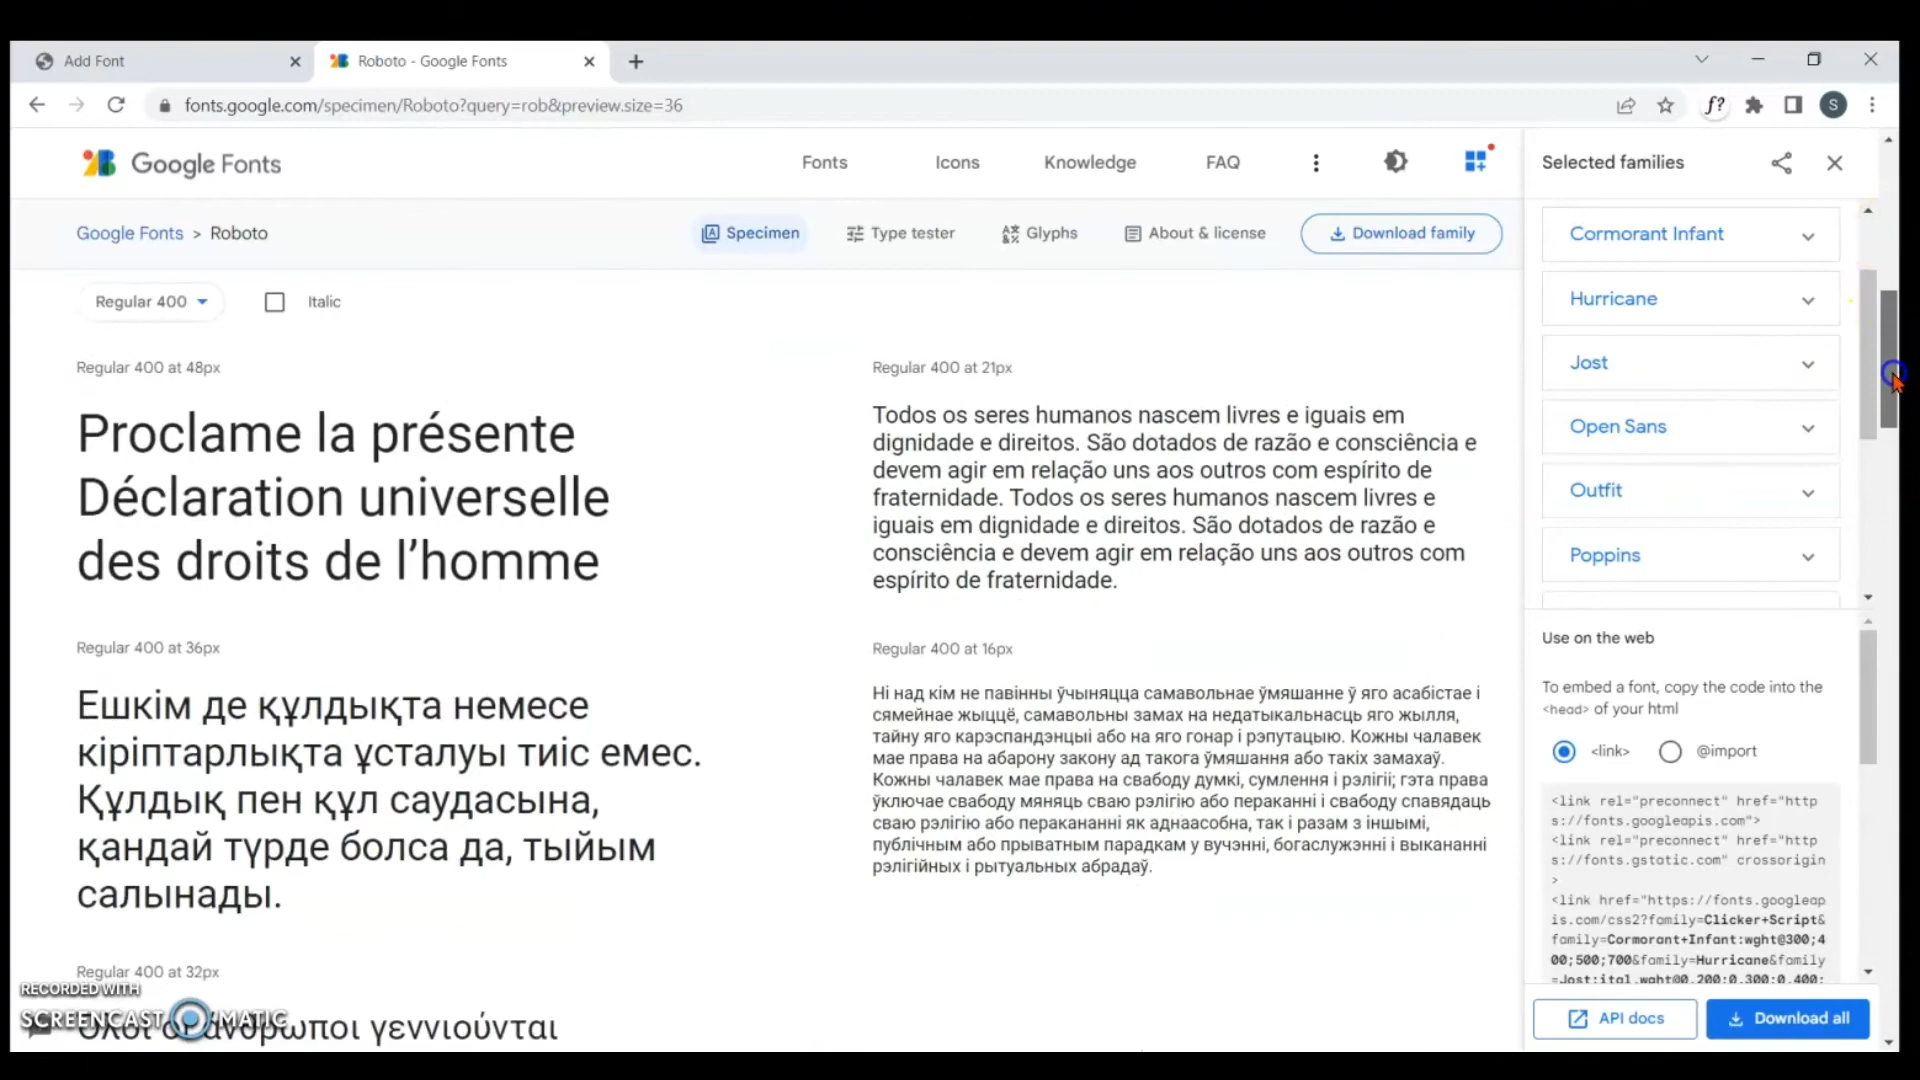 Add Font
Roboto - Google Fonts
fonts.google.com/specimen/Roboto?query=rob&preview.size=36
f?
S
Google Fonts
Fonts
Icons
Knowledge
FAQ
Google Fonts > Roboto
Specimen
Type tester
Glyphs
About & license
Download family
Regular 400
Italic
Regular 400 at 48px
Proclame la présente
Déclaration universelle
des droits de l’homme
Regular 400 at 21px
Todos os seres humanos nascem livres e iguais em
dignidade e direitos. São dotados de razão e consciência e
devem agir em relação uns aos outros com espírito de
fraternidade. Todos os seres humanos nascem livres e
iguais em dignidade e direitos. São dotados de razão e
consciência e devem agir em relação uns aos outros com
espírito de fraternidade.
Regular 400 at 36px
Ешкім де құлдықта немесе
кіріптарлықта ұсталуы тиіс емес.
Құлдық пен құл саудасына,
қандай түрде болса да, тыйым
салынады.
Regular 400 at 16px
Ні над кім не павінны ўчыняцца самавольнае ўмяшанне ў яго асабістае і
сямейнае жыццё, самавольны замах на недатыкальнасць яго жылля,
тайну яго карэспандэнцыі або на яго гонар і рэпутацыю. Кожны чалавек
мае права на абарону закону ад такога ўмяшання або такіх замахаў.
Кожны чалавек мае права на свабоду думкі, сумлення і рэлігіі; гэта права
ўключае свабоду мяняць сваю рэлігію або перакананні і свабоду спавядаць
сваю рэлігію або перакананні як аднаасобна, так і разам з іншымі,
публічным або прыватным парадкам у вучэнні, богаслужэнні і выкананні
рэлігійных і рытуальных абрадаў.
Regular 400 at 32px
Όλοι οι άνθρωποι γεννιούνται
RECORDED WITH
SCREENCAST MATIC
Selected families
Cormorant Infant
Hurricane
Jost
Open Sans
Outfit
Poppins
Use on the web
To embed a font, copy the code into the
<head> of your html
<link>
@import
<link rel="preconnect" href="http
s://fonts.googleapis.com">
<link rel="preconnect" href="http
s://fonts.gstatic.com" crossorigin
>
<link href="https://fonts.googleap
is.com/css2?family=Clicker+Script&
family=Cormorant+Infant:wght@300;4
00;500;700&family=Hurricane&family
=Jost:ital,wght@0,200;0,300;0,400;
API docs
Download all